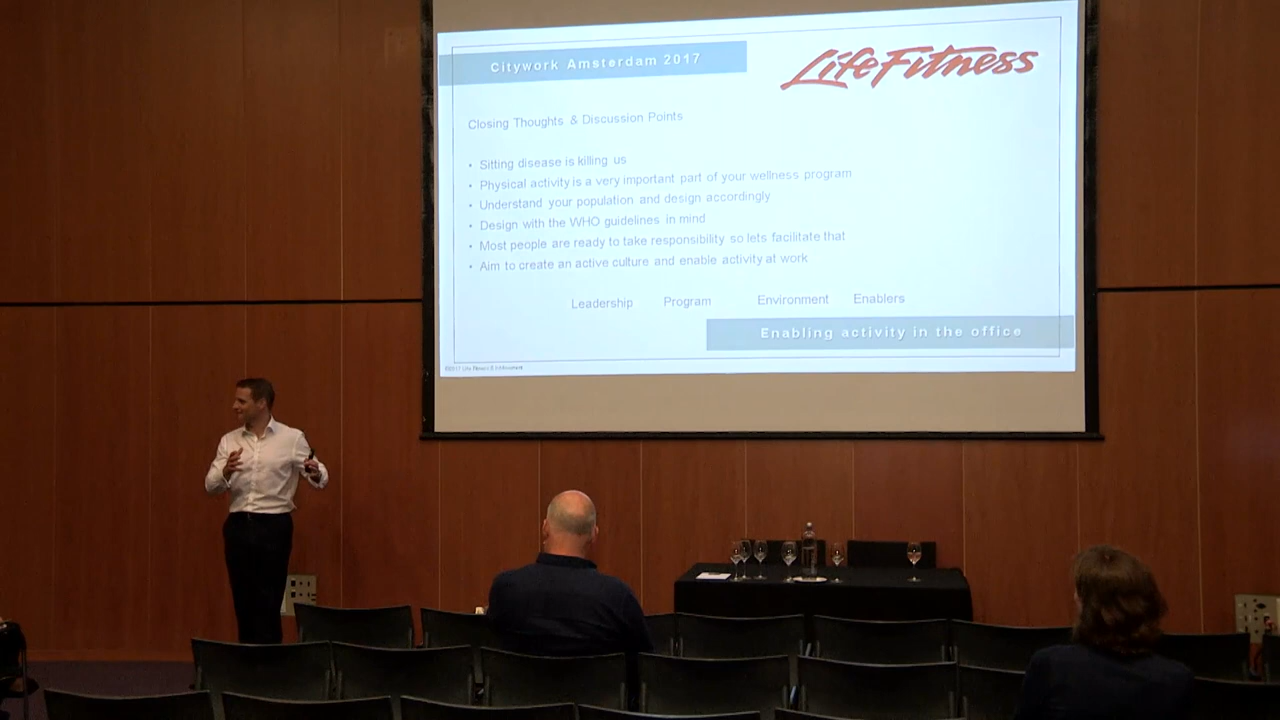 Citywork Amsterdam 2017
LifeFitness
Closing Thoughts & Discussion Points
• Sitting disease is killing us
• Physical activity is a very important part of your wellness program
• Understand your population and design accordingly
• Design with the WHO guidelines in mind
• Most people are ready to take responsibility so lets facilitate that
• Aim to create an active culture and enable activity at work
Leadership Program Environment Enablers
Enabling activity in the office
©2017 Life Fitness